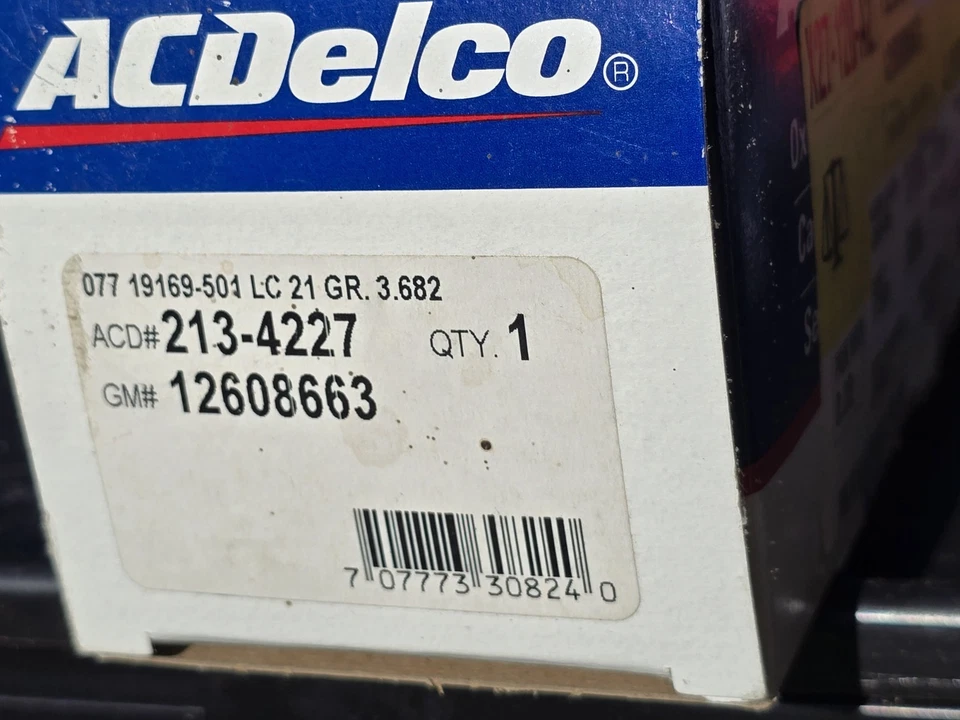 ACDelco®
077 19169-501 LC 21 GR. 3.682
ACD# 213-4227 QTY. 1
GM# 12608663
7 07773 30824 0